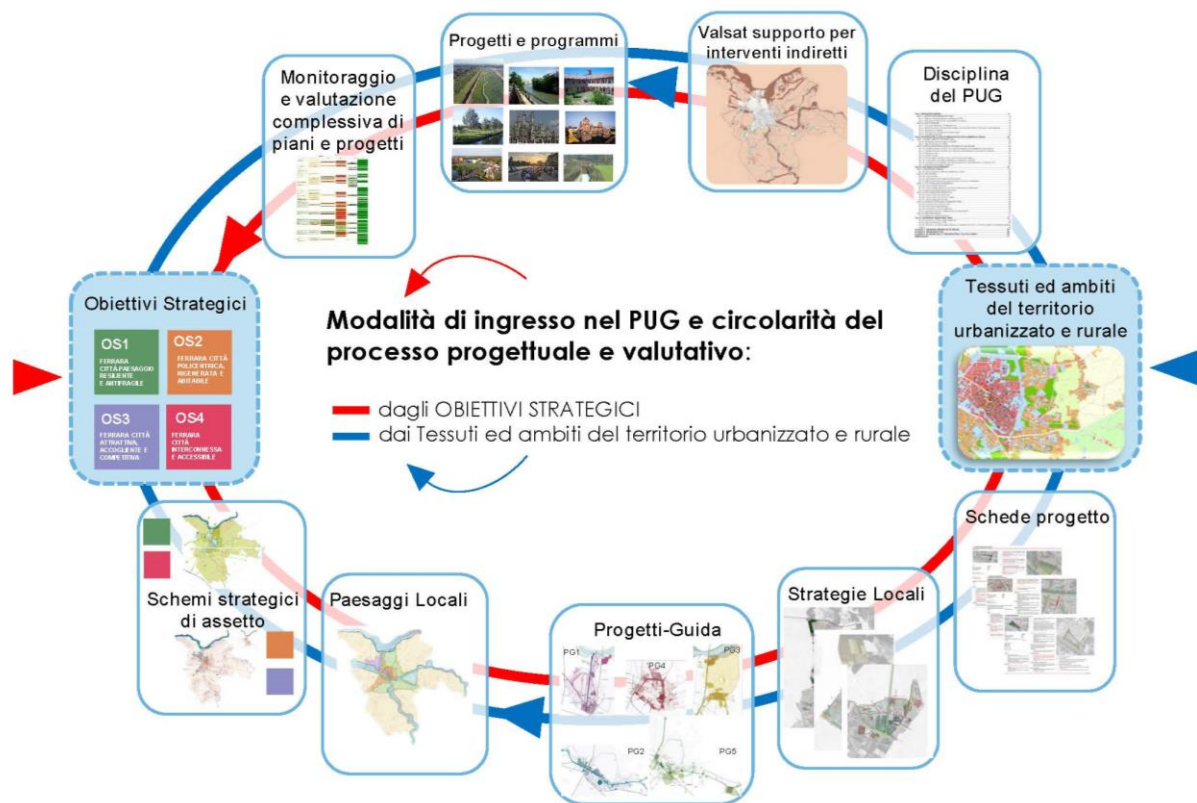 Progetti e programmi
Valsat supporto per
interventi indiretti
Monitoraggio
e valutazione
complessiva di
piani e progetti
Disciplina
del PUG
Obiettivi Strategici
OS1
FERRARA
CITTÀ-PAESAGGIO
RESILIENTE
E ANTIFRAGILE
OS2
FERRARA CITTÀ
POLICENTRICA,
RIGENERATA E
ABITABILE
OS3
FERRARA CITTÀ
ATTRATTIVA,
ACCOGLIENTE E
COMPETITIVA
OS4
FERRARA
CITTÀ
INTERCONNESSA
E ACCESSIBILE
Modalità di ingresso nel PUG e circolarità del
processo progettuale e valutativo:
dagli OBIETTIVI STRATEGICI
dai Tessuti ed ambiti del territorio urbanizzato e rurale
Tessuti ed ambiti
del territorio
urbanizzato e rurale
Schemi strategici
di assetto
Paesaggi Locali
Progetti-Guida
PG1
PG4
PG3
PG2
PG5
Strategie Locali
Schede progetto